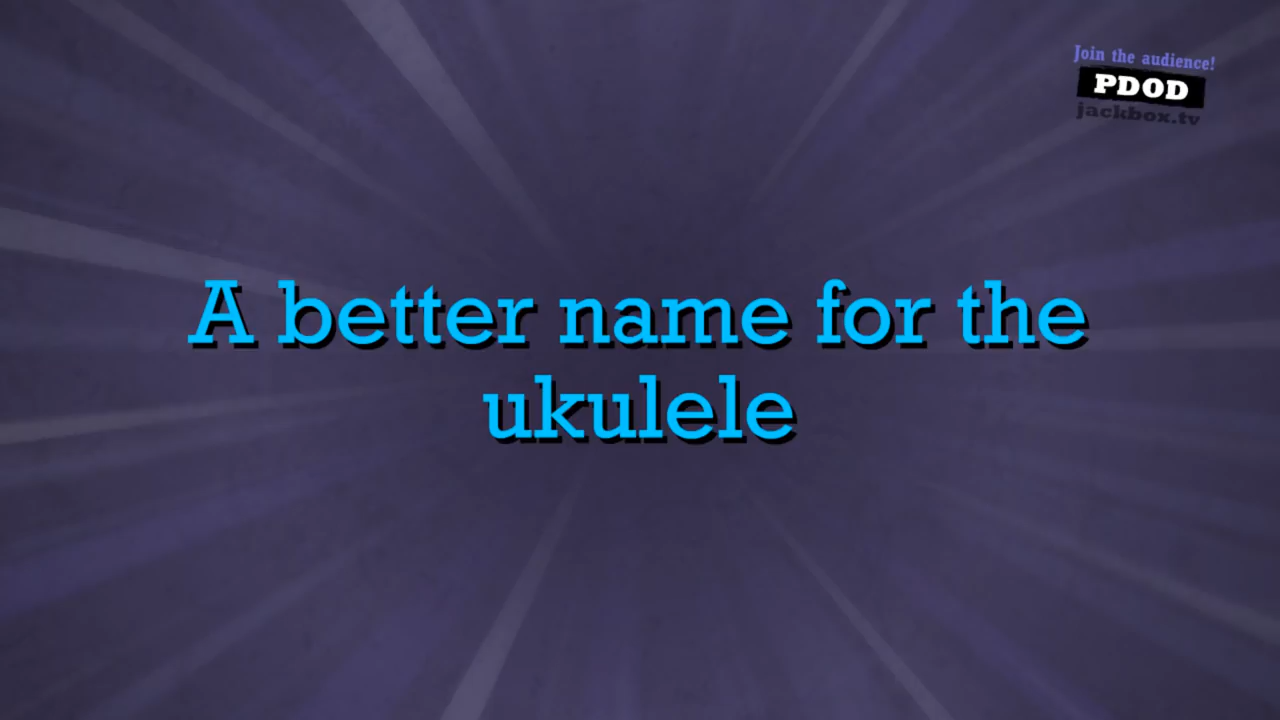 Join the audience!
PDOD
jackbox.tv
A better name for the
ukulele